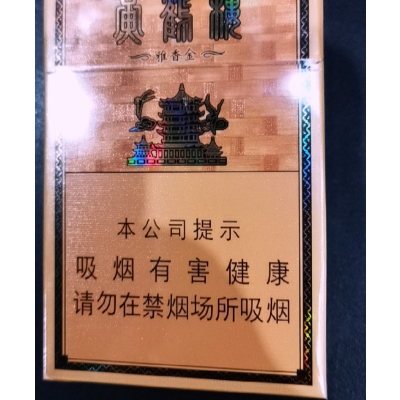 黄鹤楼
雅香金
本公司提示
吸烟有害健康
请勿在禁烟场所吸烟